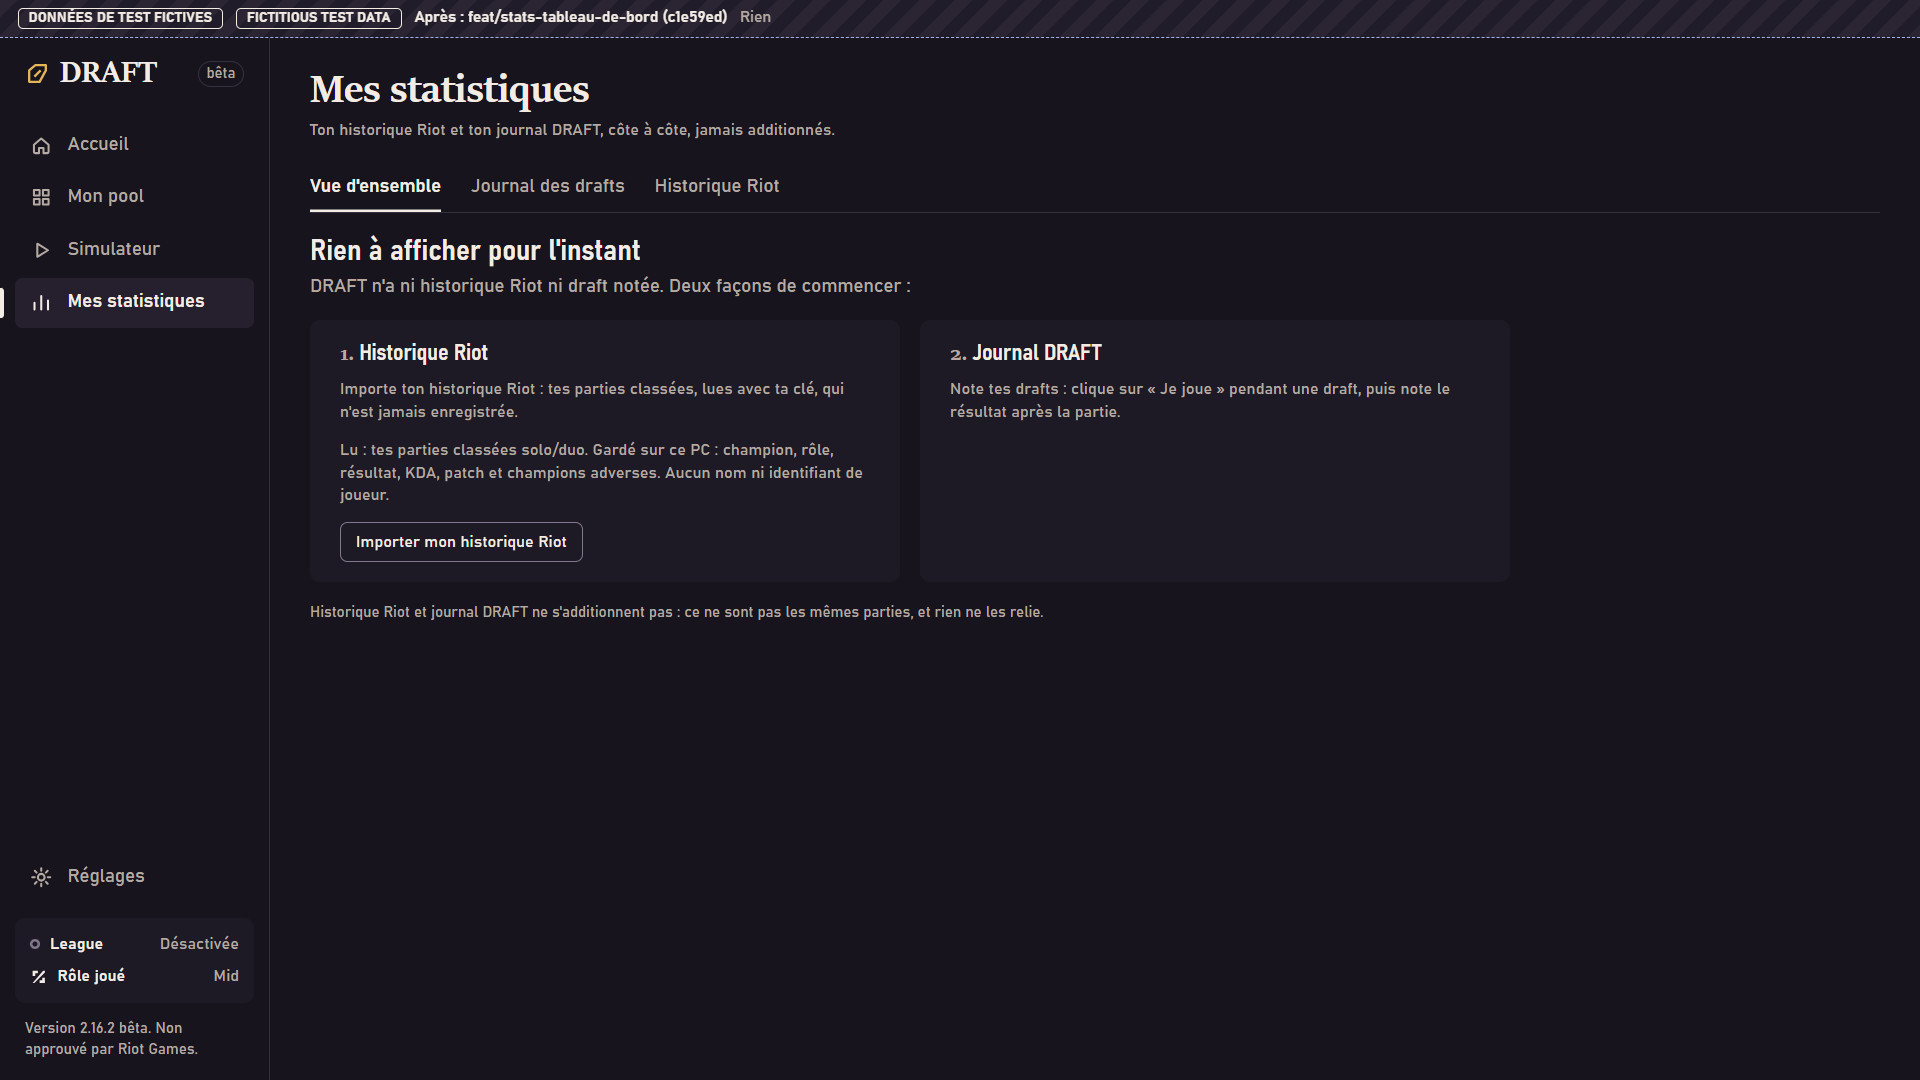 DONNÉES DE TEST FICTIVES FICTITIOUS TEST DATA Après : feat/stats-tableau-de-bord (c1e59ed) Rien
DRAFT bêta
Accueil
Mon pool
Simulateur
Mes statistiques
Réglages
League Désactivée
Rôle joué Mid
Version 2.16.2 bêta. Non
approuvé par Riot Games.
Mes statistiques
Ton historique Riot et ton journal DRAFT, côte à côte, jamais additionnés.
Vue d'ensemble Journal des drafts Historique Riot
Rien à afficher pour l'instant
DRAFT n'a ni historique Riot ni draft notée. Deux façons de commencer :
1. Historique Riot
Importe ton historique Riot : tes parties classées, lues avec ta clé, qui
n'est jamais enregistrée.
Lu : tes parties classées solo/duo. Gardé sur ce PC : champion, rôle,
résultat, KDA, patch et champions adverses. Aucun nom ni identifiant de
joueur.
Importer mon historique Riot
2. Journal DRAFT
Note tes drafts : clique sur « Je joue » pendant une draft, puis note le
résultat après la partie.
Historique Riot et journal DRAFT ne s'additionnent pas : ce ne sont pas les mêmes parties, et rien ne les relie.